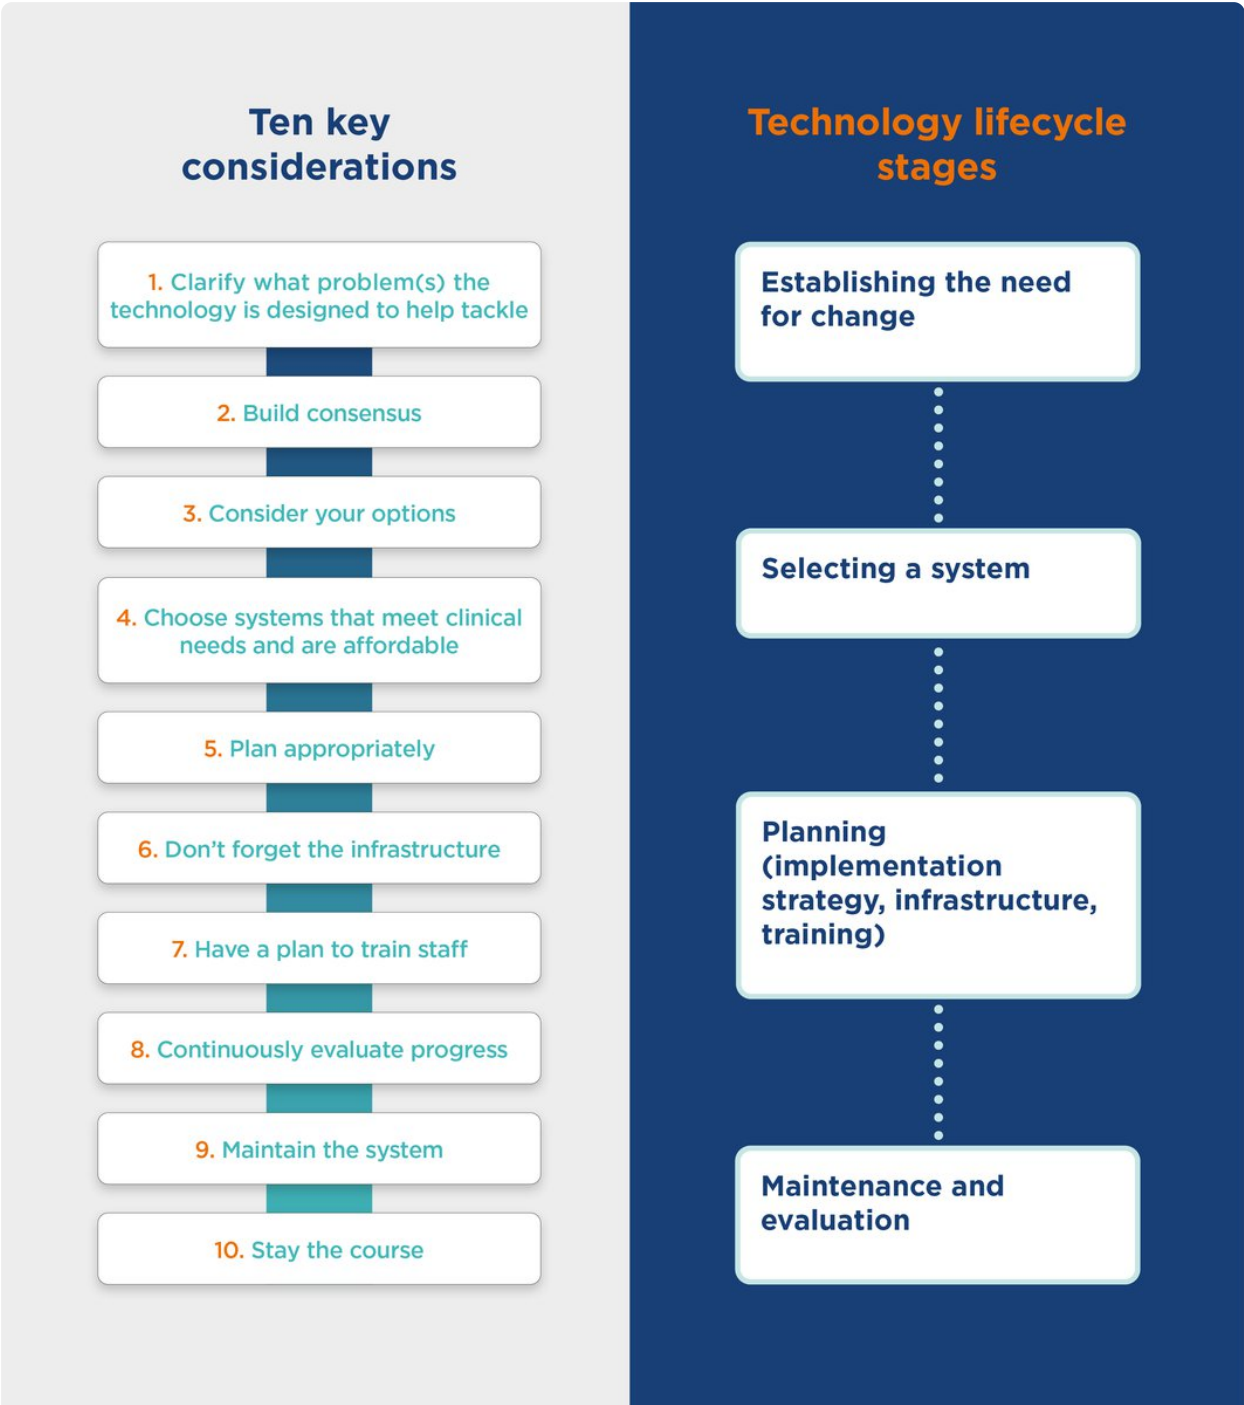 Ten key
considerations
1. Clarify what problem(s) the
technology is designed to help tackle
2. Build consensus
3. Consider your options
4. Choose systems that meet clinical
needs and are affordable
5. Plan appropriately
6. Don’t forget the infrastructure
7. Have a plan to train staff
8. Continuously evaluate progress
9. Maintain the system
10. Stay the course
Technology lifecycle
stages
Establishing the need
for change
Selecting a system
Planning
(implementation
strategy, infrastructure,
training)
Maintenance and
evaluation